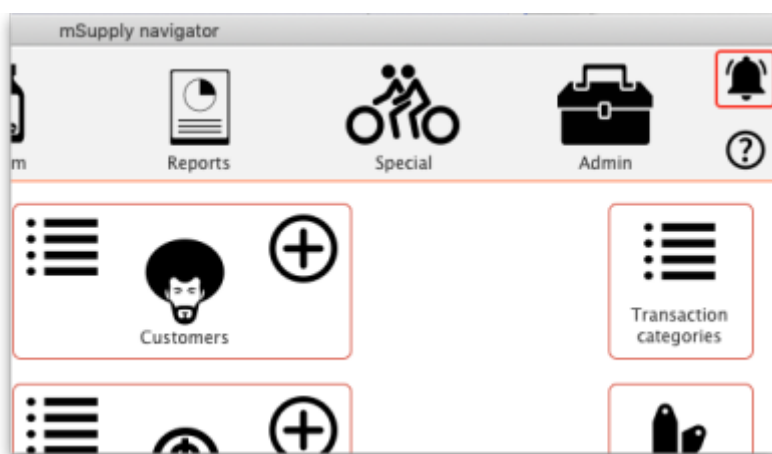 mSupply navigator
m
Reports
Special
Admin
?
Customers
Transaction
categories